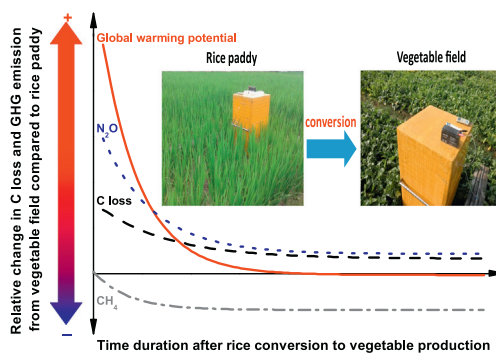 +
Global warming potential
Rice paddy
Vegetable field
conversion
N₂O
C loss
CH₄
−
Relative change in C loss and GHG emission
from vegetable field compared to rice paddy
Time duration after rice conversion to vegetable production